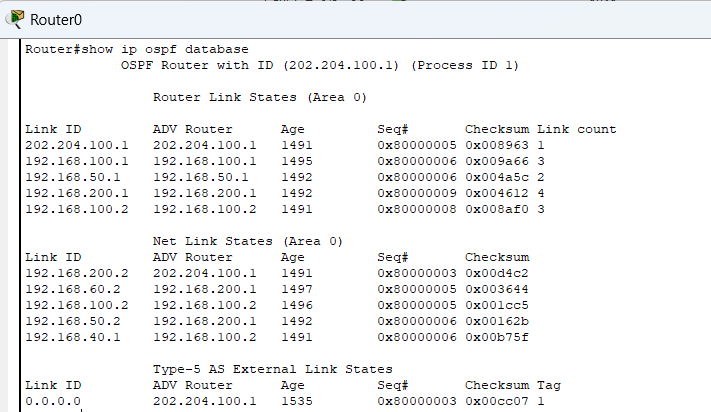 Router0
Router#show ip ospf database
OSPF Router with ID (202.204.100.1) (Process ID 1)
Router Link States (Area 0)
Link ID ADV Router Age Seq# Checksum Link count
202.204.100.1 202.204.100.1 1491 0x80000005 0x008963 1
192.168.100.1 192.168.100.1 1495 0x80000006 0x009a66 3
192.168.50.1 192.168.50.1 1492 0x80000006 0x004a5c 2
192.168.200.1 192.168.200.1 1492 0x80000009 0x004612 4
192.168.100.2 192.168.100.2 1491 0x80000008 0x008af0 3
Net Link States (Area 0)
Link ID ADV Router Age Seq# Checksum
192.168.200.2 202.204.100.1 1491 0x80000003 0x00d4c2
192.168.60.2 192.168.200.1 1497 0x80000005 0x003644
192.168.100.2 192.168.100.2 1496 0x80000005 0x001cc5
192.168.50.2 192.168.200.1 1492 0x80000006 0x00162b
192.168.40.1 192.168.100.2 1491 0x80000006 0x00b75f
Type-5 AS External Link States
Link ID ADV Router Age Seq# Checksum Tag
0.0.0.0 202.204.100.1 1535 0x80000003 0x00cc07 1